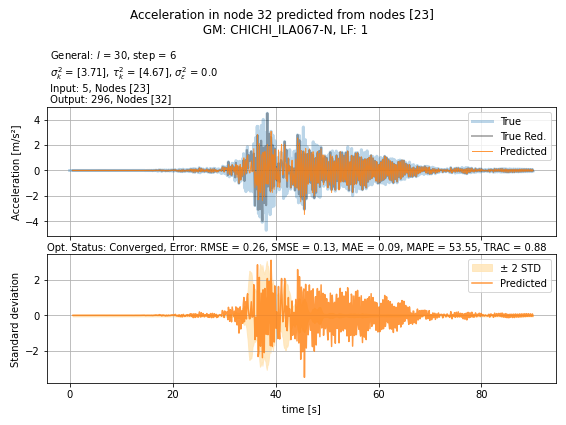 Acceleration in node 32 predicted from nodes [23]
GM: CHICHI_ILA067-N, LF: 1
General: l = 30, step = 6
σ²ₖ = [3.71], τ²ₖ = [4.67], σ²ε = 0.0
Input: 5, Nodes [23]
Output: 296, Nodes [32]
Acceleration [m/s²]
4
2
0
−2
−4
True
True Red.
Predicted
Opt. Status: Converged, Error: RMSE = 0.26, SMSE = 0.13, MAE = 0.09, MAPE = 53.55, TRAC = 0.88
Standard deviation
2
0
−2
± 2 STD
Predicted
0 20 40 60 80
time [s]